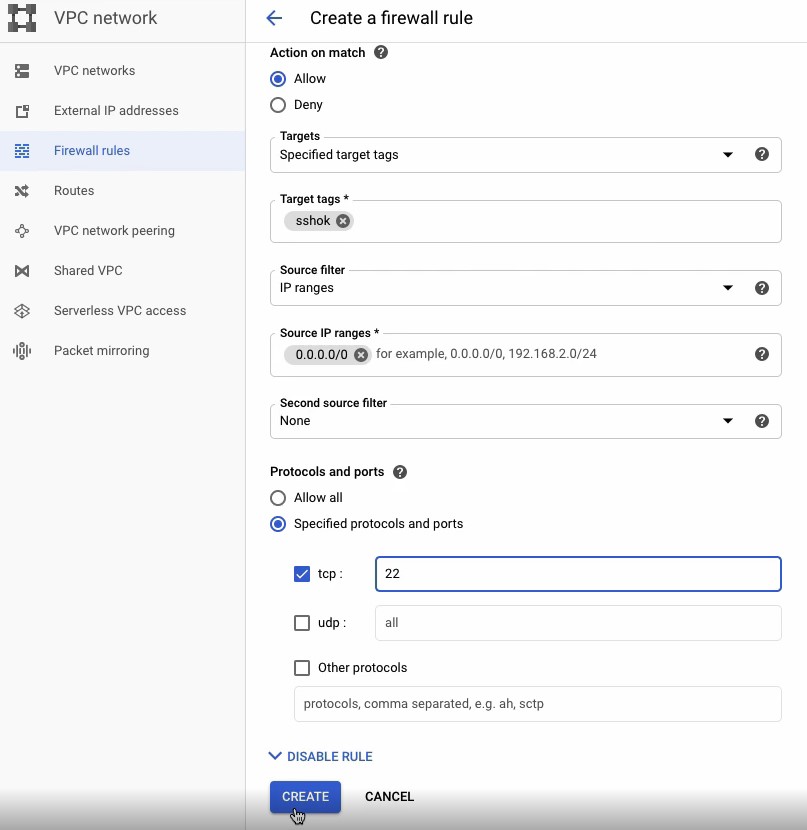 VPC network
Create a firewall rule
VPC networks
External IP addresses
Firewall rules
Routes
VPC network peering
Shared VPC
Serverless VPC access
Packet mirroring
Action on match
Allow
Deny
Targets
Specified target tags
Target tags *
sshok
Source filter
IP ranges
Source IP ranges *
0.0.0.0/0 for example, 0.0.0.0/0, 192.168.2.0/24
Second source filter
None
Protocols and ports
Allow all
Specified protocols and ports
tcp : 22
udp : all
Other protocols
protocols, comma separated, e.g. ah, sctp
DISABLE RULE
CREATE CANCEL